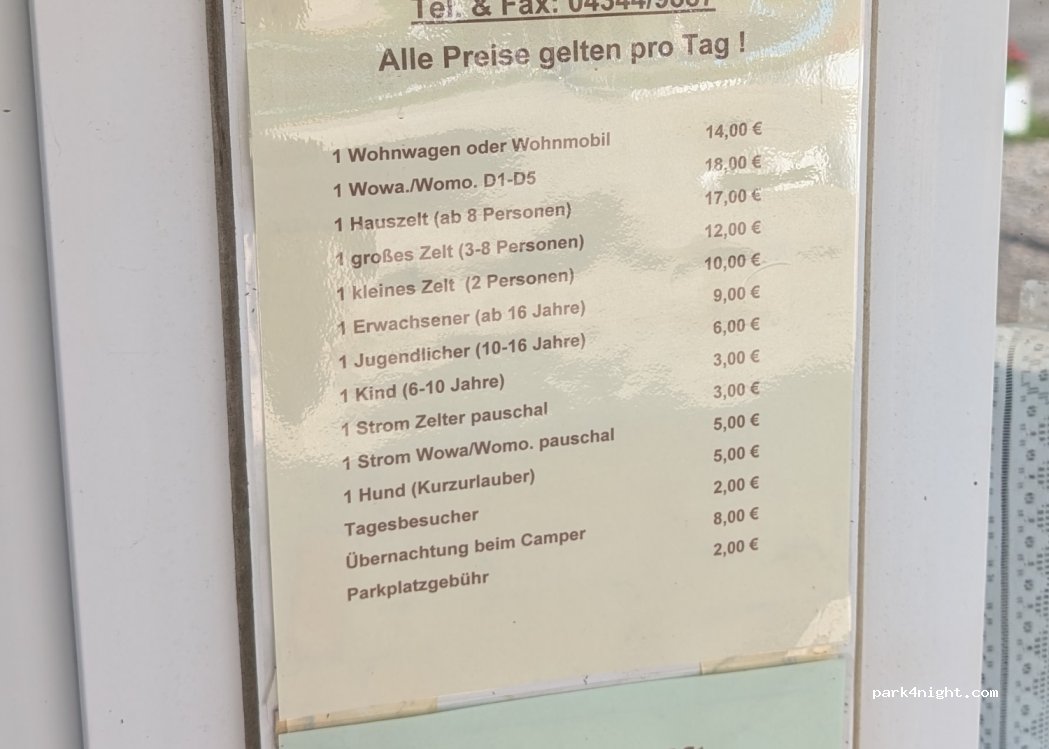 Tel. & Fax: 04344/9807
Alle Preise gelten pro Tag !
1 Wohnwagen oder Wohnmobil 14,00 €
1 Wowa./Womo. D1-D5 18,00 €
1 Hauszelt (ab 8 Personen) 17,00 €
1 großes Zelt (3-8 Personen) 12,00 €
1 kleines Zelt (2 Personen) 10,00 €
1 Erwachsener (ab 16 Jahre) 9,00 €
1 Jugendlicher (10-16 Jahre) 6,00 €
1 Kind (6-10 Jahre) 3,00 €
1 Strom Zelter pauschal 3,00 €
1 Strom Wowa/Womo. pauschal 5,00 €
1 Hund (Kurzurlauber) 5,00 €
Tagesbesucher 2,00 €
Übernachtung beim Camper 8,00 €
Parkplatzgebühr 2,00 €
park4night.com